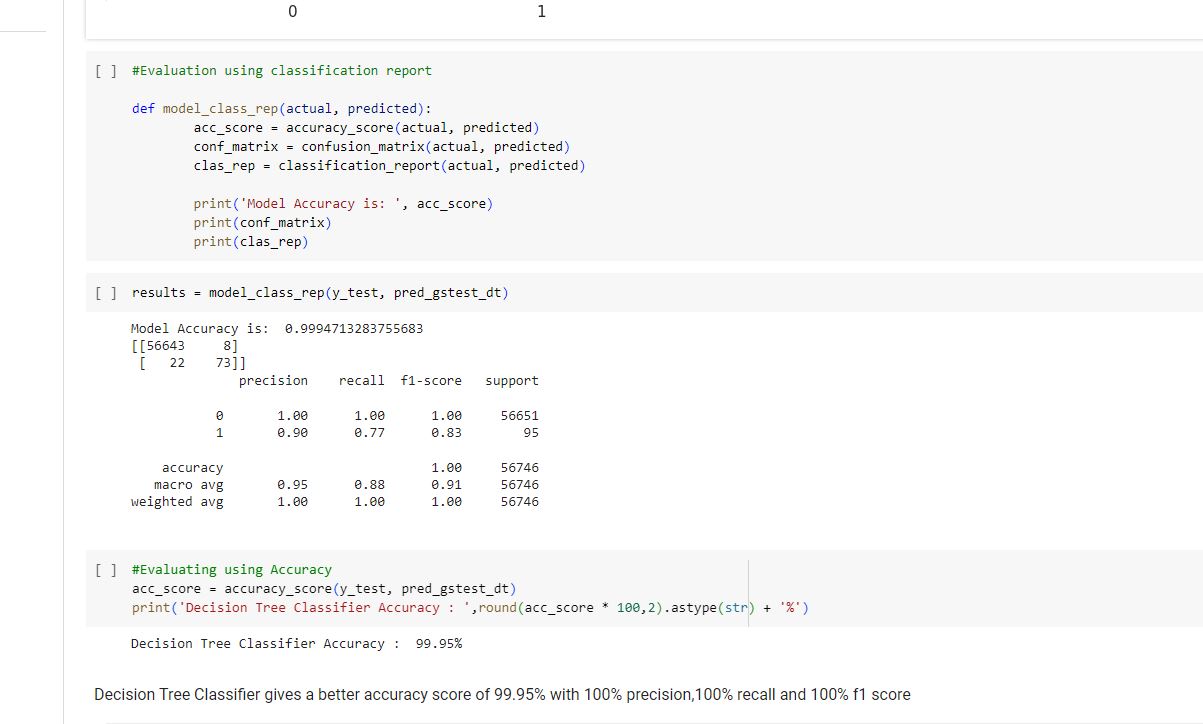 0 1
[ ] #Evaluation using classification report
def model_class_rep(actual, predicted):
acc_score = accuracy_score(actual, predicted)
conf_matrix = confusion_matrix(actual, predicted)
clas_rep = classification_report(actual, predicted)
print('Model Accuracy is: ', acc_score)
print(conf_matrix)
print(clas_rep)
[ ] results = model_class_rep(y_test, pred_gstest_dt)
Model Accuracy is:  0.9994713283755683
[[56643     8]
[   22    73]]
precision    recall  f1-score   support
0       1.00      1.00      1.00     56651
1       0.90      0.77      0.83        95
accuracy                           1.00     56746
macro avg       0.95      0.88      0.91     56746
weighted avg       1.00      1.00      1.00     56746
[ ] #Evaluating using Accuracy
acc_score = accuracy_score(y_test, pred_gstest_dt)
print('Decision Tree Classifier Accuracy : ',round(acc_score * 100,2).astype(str) + '%')
Decision Tree Classifier Accuracy :  99.95%
Decision Tree Classifier gives a better accuracy score of 99.95% with 100% precision,100% recall and 100% f1 score